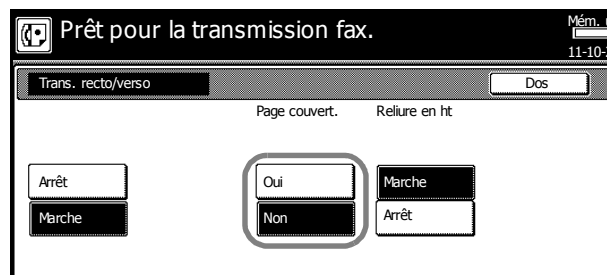 Prêt pour la transmission fax.
Mém.
11-10-
Trans. recto/verso
Dos
Page couvert. Reliure en ht
Arrêt Oui Marche
Marche Non Arrêt